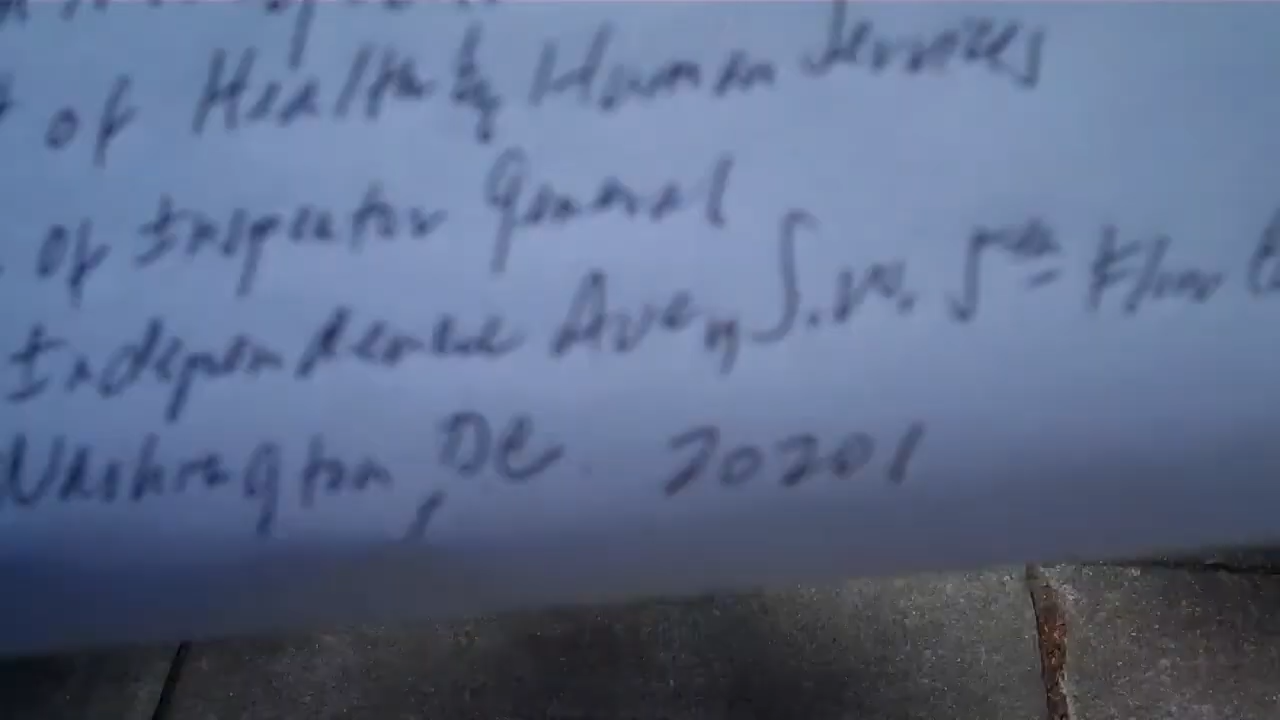 of Health & Human Services
of Inspector General
Independence Ave, S.W. 5th Floor
Washington, DC. 20201